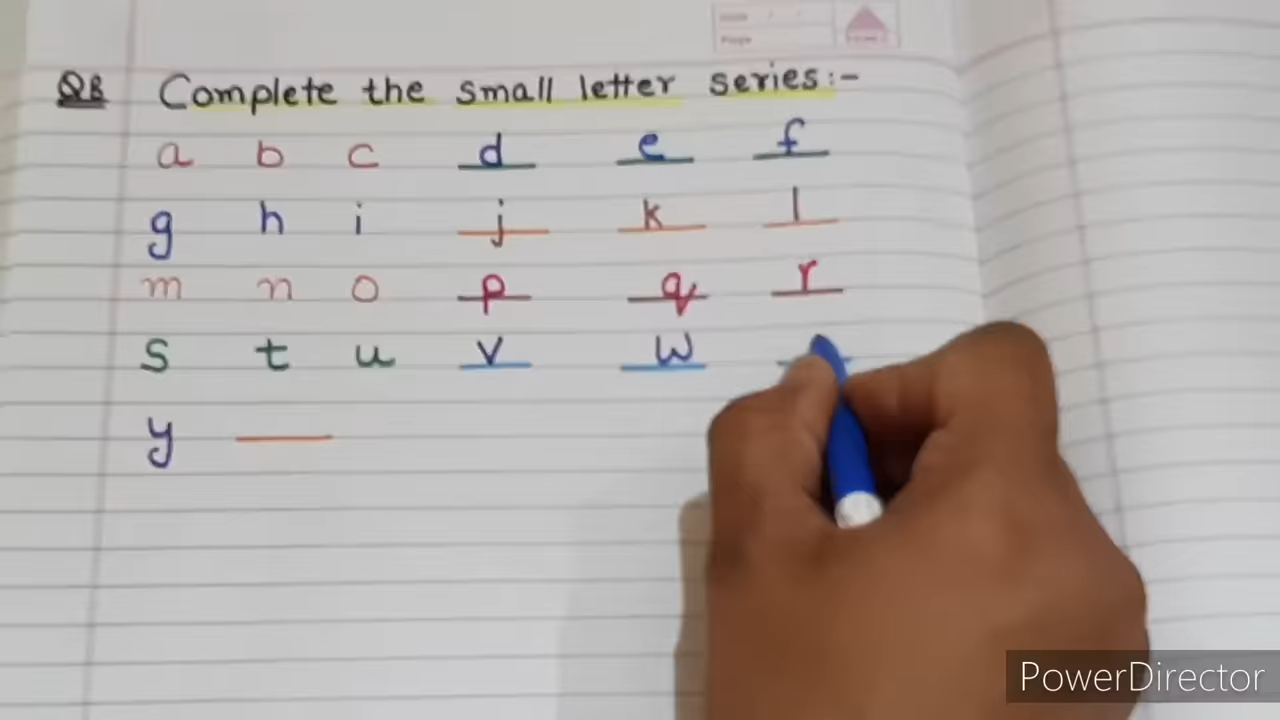 Q8 Complete the small letter series:-
a b c d e f
g h i j k l
m n o p q r
s t u v w
y
PowerDirector